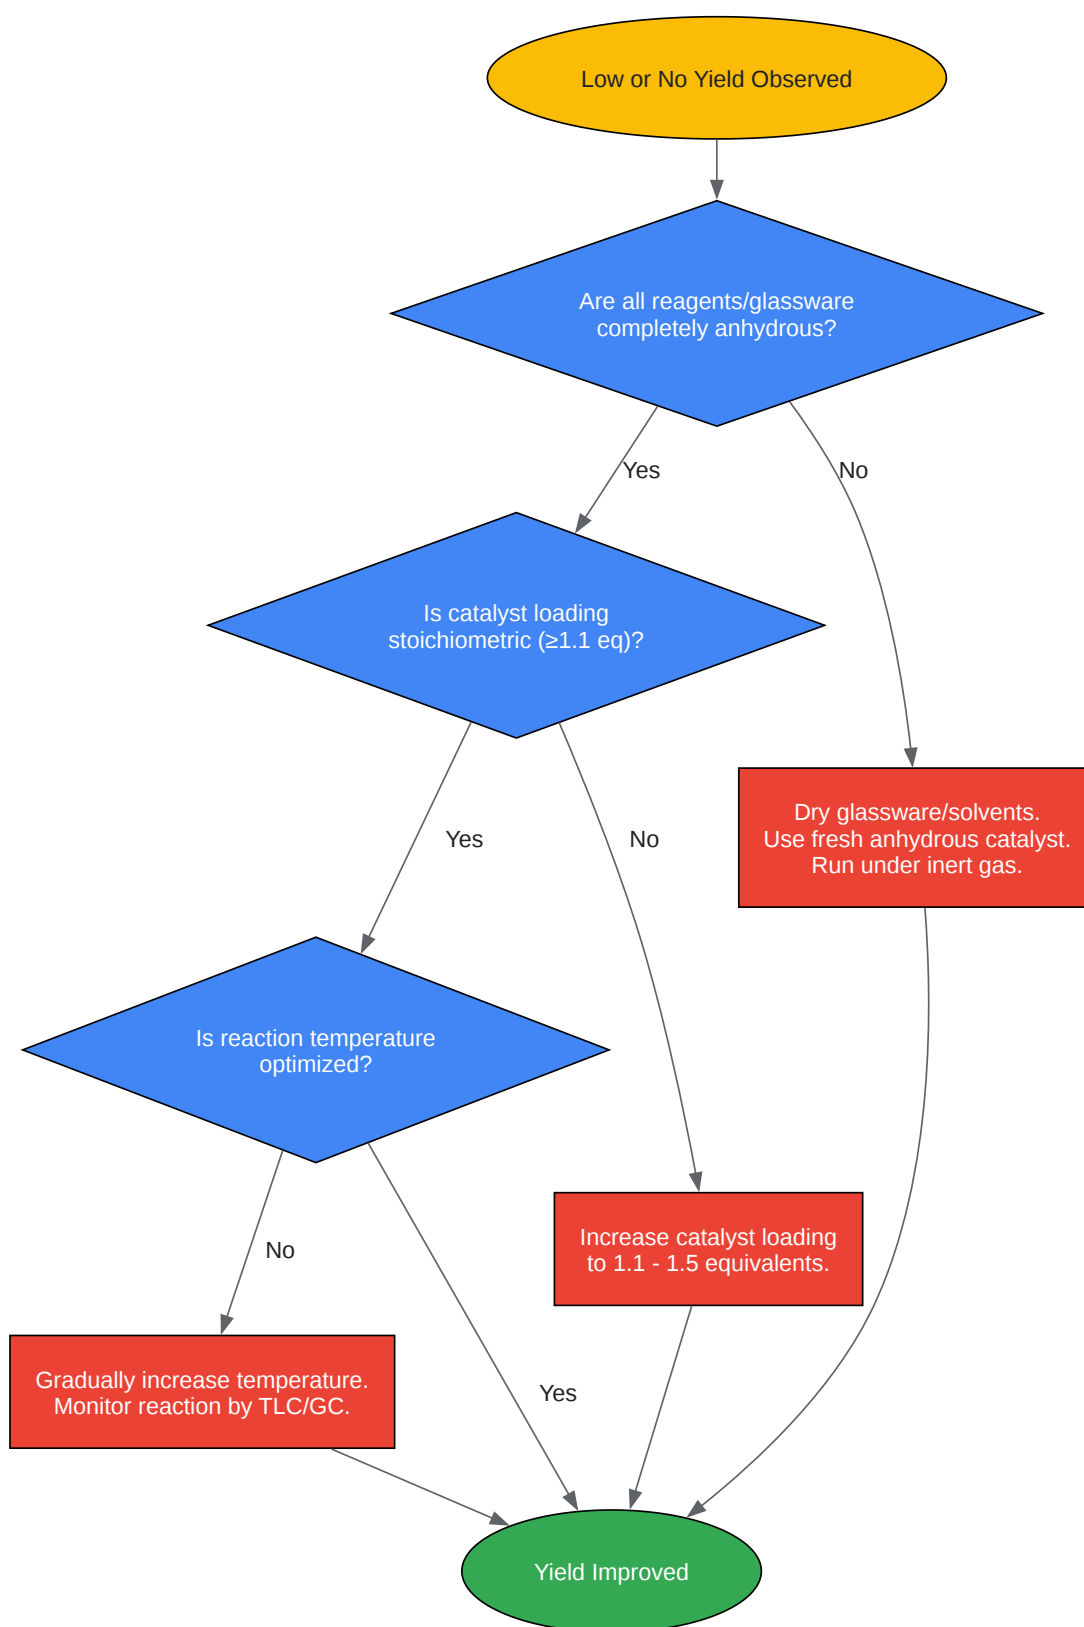 Low or No Yield Observed
Are all reagents/glassware
completely anhydrous?
Yes
No
Is catalyst loading
stoichiometric (≥1.1 eq)?
Dry glassware/solvents.
Use fresh anhydrous catalyst.
Run under inert gas.
Yes
No
Is reaction temperature
optimized?
Increase catalyst loading
to 1.1 - 1.5 equivalents.
No
Gradually increase temperature.
Monitor reaction by TLC/GC.
Yes
Yield Improved